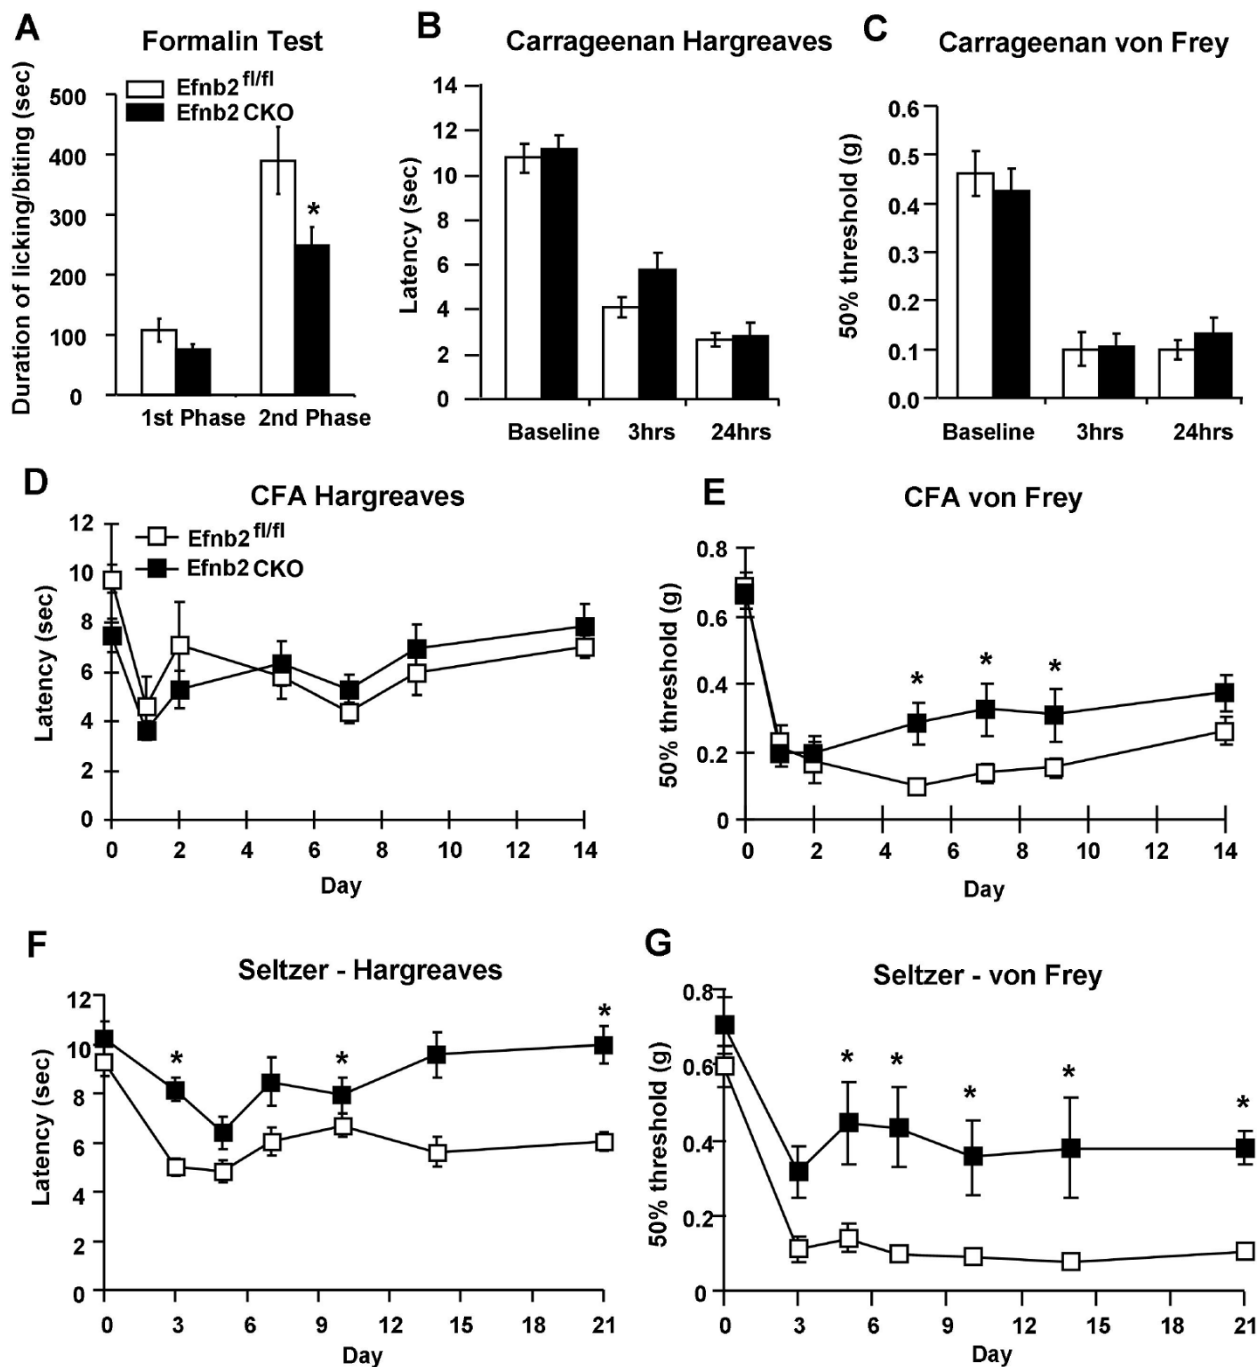 A
Formalin Test
Efnb2 fl/fl
Efnb2 CKO
Duration of licking/biting (sec)
500
400
300
200
100
0
*
1st Phase 2nd Phase
B
Carrageenan Hargreaves
Latency (sec)
14
12
10
8
6
4
2
0
Baseline 3hrs 24hrs
C
Carrageenan von Frey
50% threshold (g)
0.6
0.5
0.4
0.3
0.2
0.1
0.0
Baseline 3hrs 24hrs
D
CFA Hargreaves
Efnb2 fl/fl
Efnb2 CKO
Latency (sec)
12
10
8
6
4
2
0
0 2 4 6 8 10 12 14
Day
E
CFA von Frey
50% threshold (g)
0.8
0.6
0.4
0.2
0
* * *
0 2 4 6 8 10 12 14
Day
F
Seltzer - Hargreaves
Latency (sec)
12
10
8
6
4
2
0
* * *
0 3 6 9 12 15 18 21
Day
G
Seltzer - von Frey
50% threshold (g)
0.8
0.6
0.4
0.2
0
* * * * *
0 3 6 9 12 15 18 21
Day